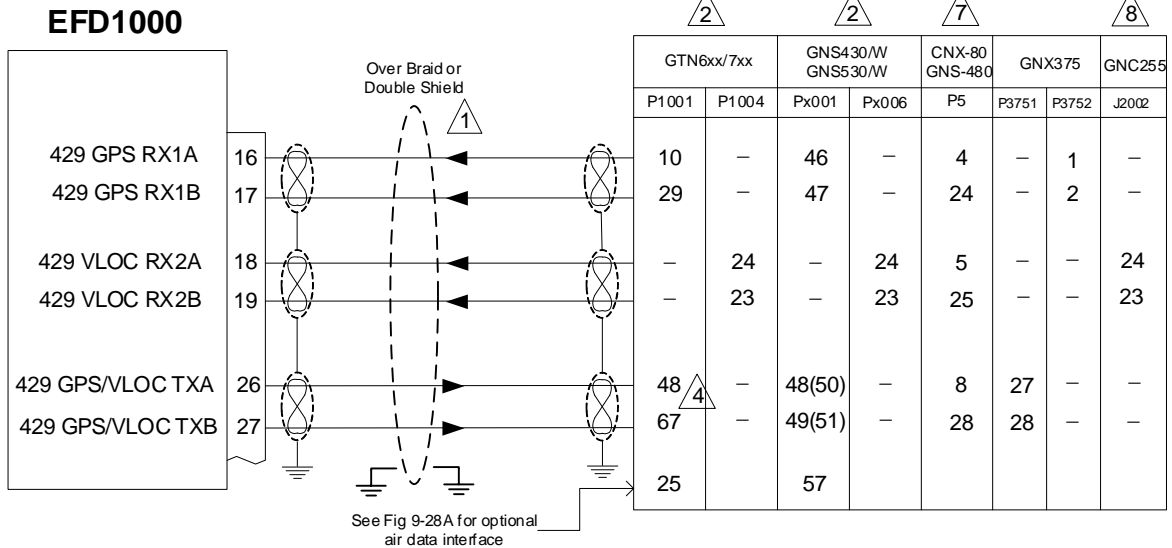 EFD1000
2 2 7 8
GTN6xx/7xx GNS430/W GNS530/W CNX-80 GNS-480 GNX375 GNC255
P1001 P1004 Px001 Px006 P5 P3751 P3752 J2002
Over Braid or
Double Shield
1
429 GPS RX1A 16 10 – 46 – 4 – 1 –
429 GPS RX1B 17 29 – 47 – 24 – 2 –
429 VLOC RX2A 18 – 24 – 24 5 – – 24
429 VLOC RX2B 19 – 23 – 23 25 – – 23
429 GPS/VLOC TXA 26 48 – 48(50) – 8 27 – –
4
429 GPS/VLOC TXB 27 67 – 49(51) – 28 28 – –
25 57
See Fig 9-28A for optional
air data interface